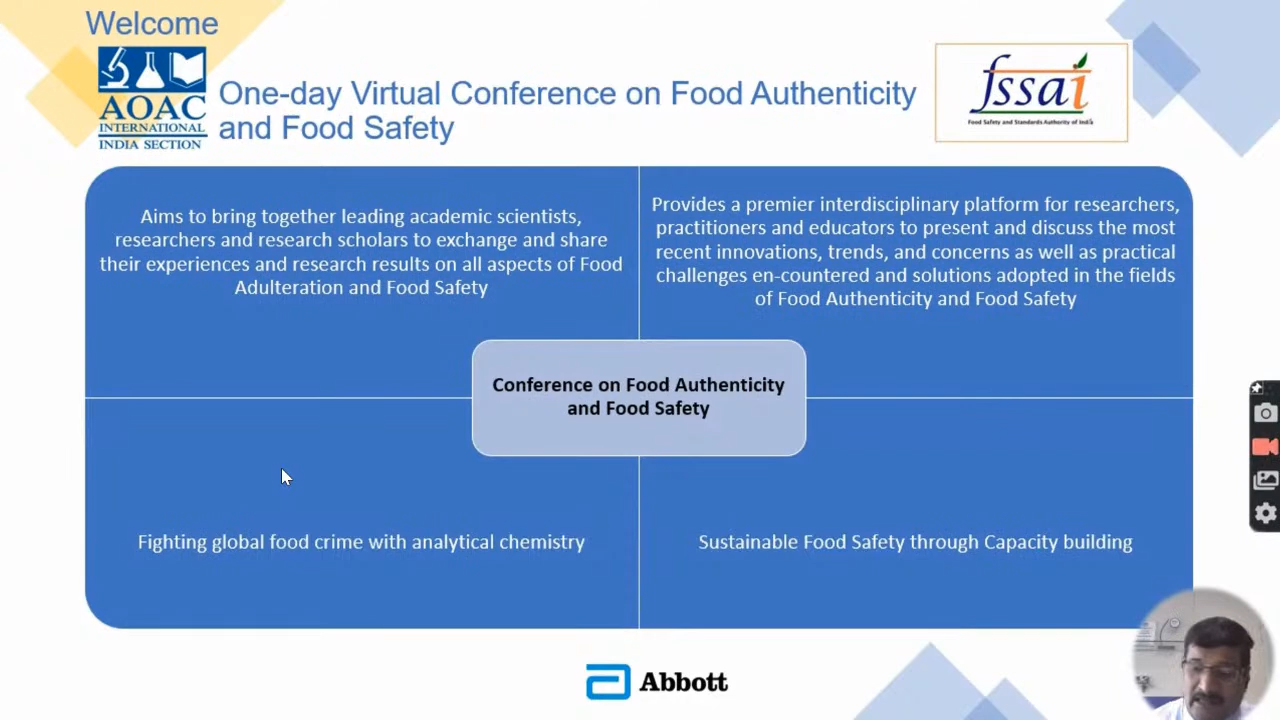 Welcome
AOAC
INTERNATIONAL
INDIA SECTION
One-day Virtual Conference on Food Authenticity
and Food Safety
fssai
Food Safety and Standards Authority of India
Aims to bring together leading academic scientists,
researchers and research scholars to exchange and share
their experiences and research results on all aspects of Food
Adulteration and Food Safety
Provides a premier interdisciplinary platform for researchers,
practitioners and educators to present and discuss the most
recent innovations, trends, and concerns as well as practical
challenges en-countered and solutions adopted in the fields
of Food Authenticity and Food Safety
Conference on Food Authenticity
and Food Safety
Fighting global food crime with analytical chemistry
Sustainable Food Safety through Capacity building
Abbott